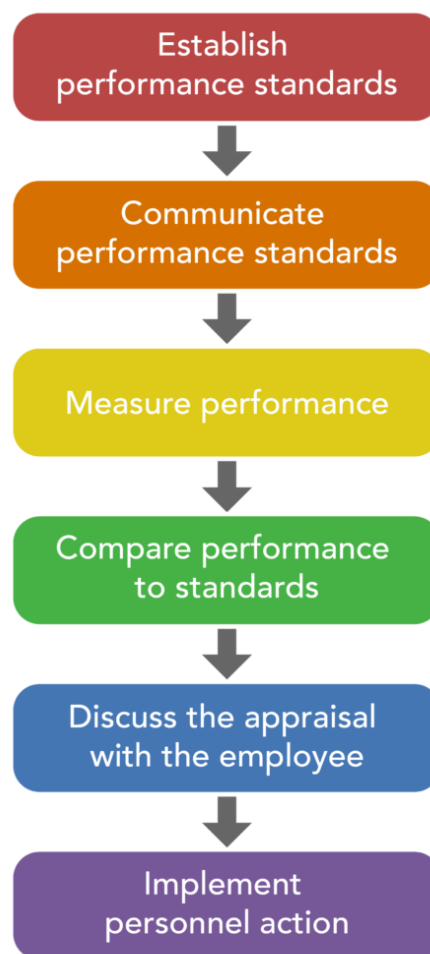 Establish
performance standards
Communicate
performance standards
Measure performance
Compare performance
to standards
Discuss the appraisal
with the employee
Implement
personnel action